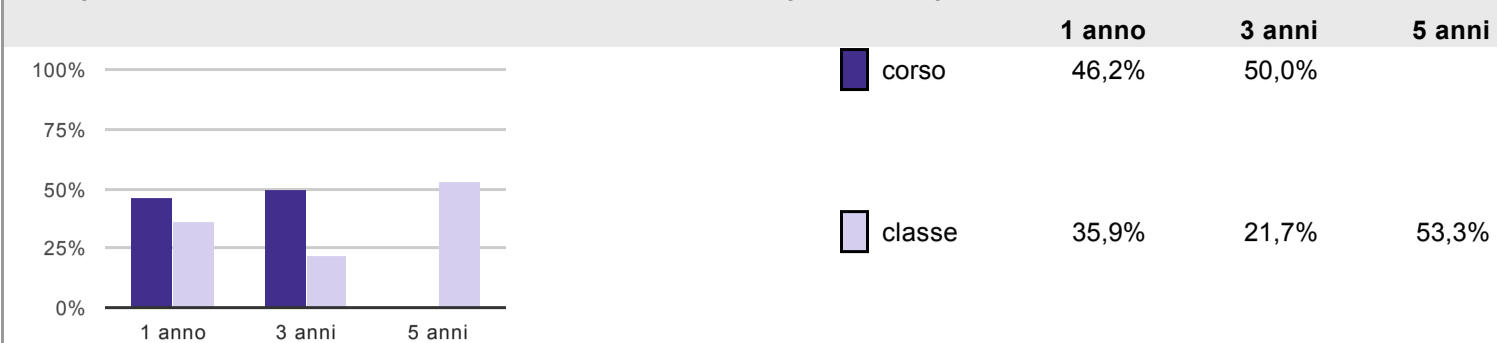 1 anno 3 anni 5 anni
100%
75%
50%
25%
0%
1 anno 3 anni 5 anni
corso 46,2% 50,0%
classe 35,9% 21,7% 53,3%